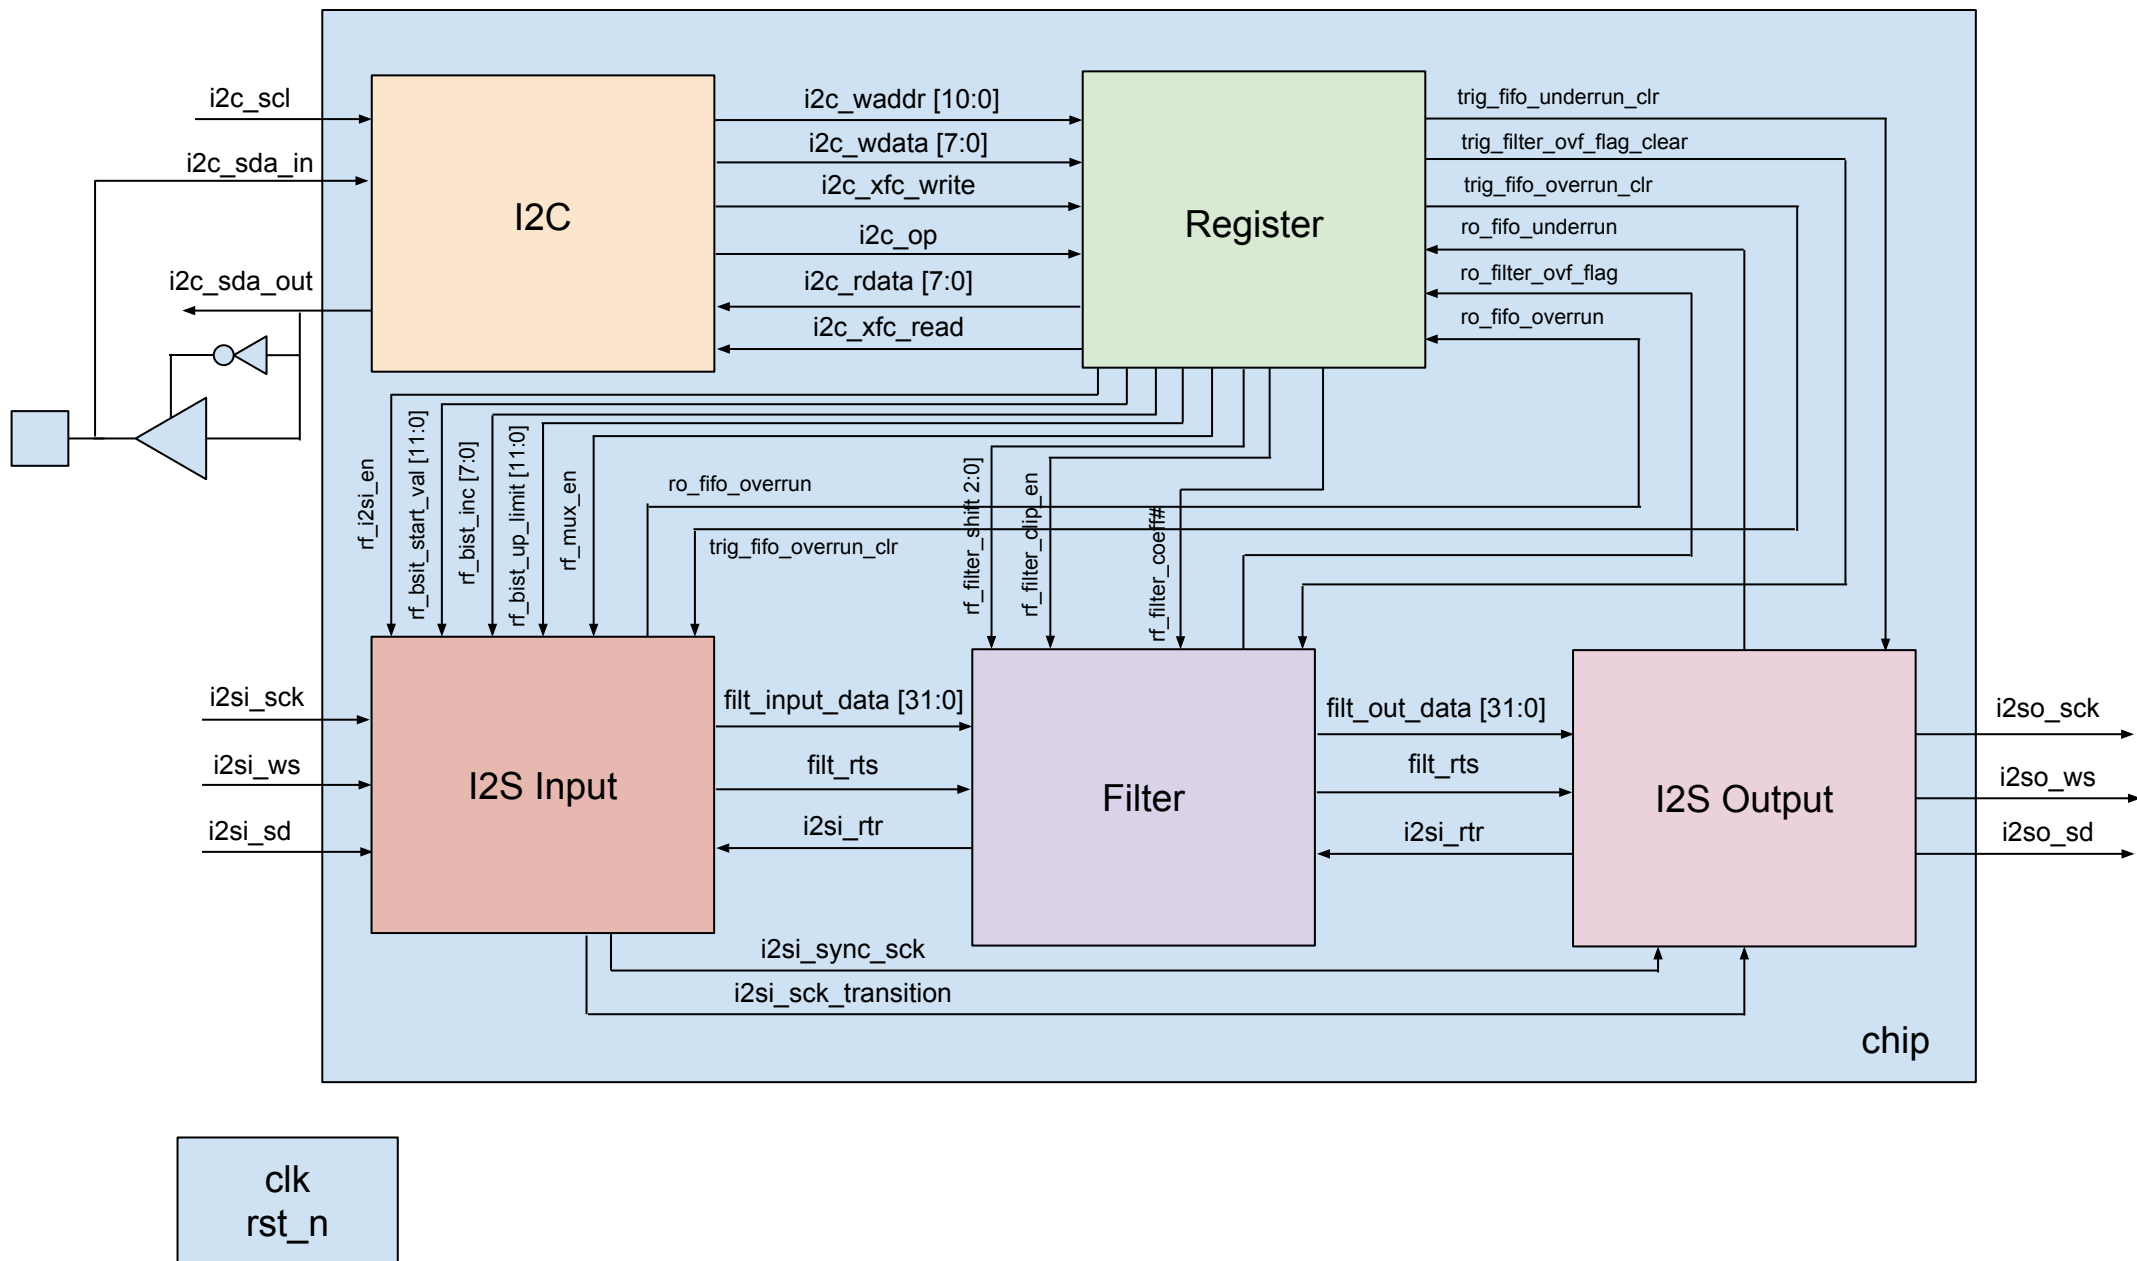 i2c_scl
i2c_sda_in
i2c_sda_out
I2C
i2c_waddr [10:0]
i2c_wdata [7:0]
i2c_xfc_write
i2c_op
i2c_rdata [7:0]
i2c_xfc_read
Register
trig_fifo_underrun_clr
trig_filter_ovf_flag_clear
trig_fifo_overrun_clr
ro_fifo_underrun
ro_filter_ovf_flag
ro_fifo_overrun
rf_i2si_en
rf_bsit_start_val [11:0]
rf_bist_inc [7:0]
rf_bist_up_limit [11:0]
rf_mux_en
ro_fifo_overrun
trig_fifo_overrun_clr
rf_filter_shift 2:0]
rf_filter_clip_en
rf_filter_coeff#
i2si_sck
i2si_ws
i2si_sd
I2S Input
filt_input_data [31:0]
filt_rts
i2si_rtr
Filter
filt_out_data [31:0]
filt_rts
i2si_rtr
I2S Output
i2so_sck
i2so_ws
i2so_sd
i2si_sync_sck
i2si_sck_transition
chip
clk
rst_n